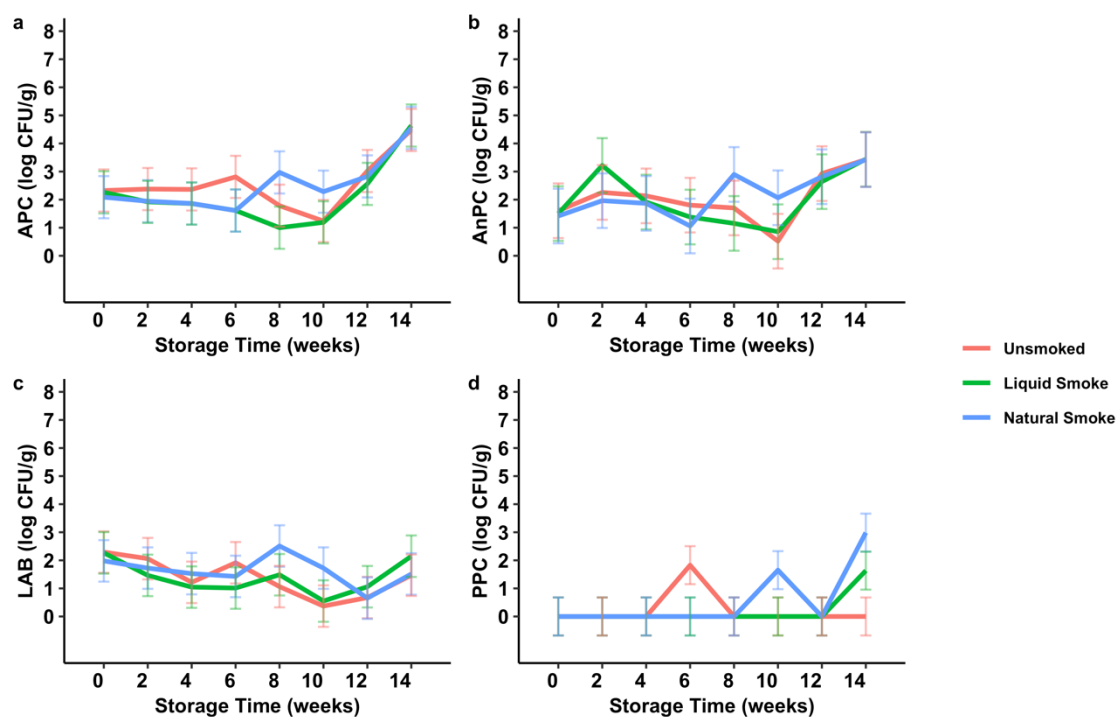 a
8
7
6
5
4
3
2
1
0
APC (log CFU/g)
0 2 4 6 8 10 12 14
Storage Time (weeks)
b
8
7
6
5
4
3
2
1
0
AnPC (log CFU/g)
0 2 4 6 8 10 12 14
Storage Time (weeks)
Unsmoked
Liquid Smoke
Natural Smoke
c
8
7
6
5
4
3
2
1
0
LAB (log CFU/g)
0 2 4 6 8 10 12 14
Storage Time (weeks)
d
8
7
6
5
4
3
2
1
0
PPC (log CFU/g)
0 2 4 6 8 10 12 14
Storage Time (weeks)